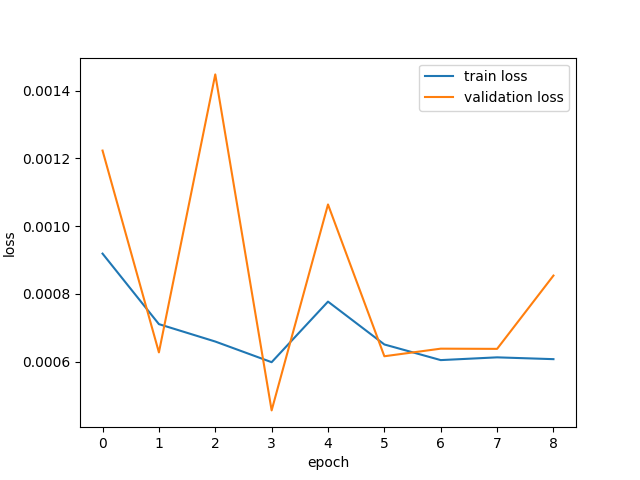 train loss
validation loss
0.0014
0.0012
0.0010
0.0008
0.0006
loss
0 1 2 3 4 5 6 7 8
epoch